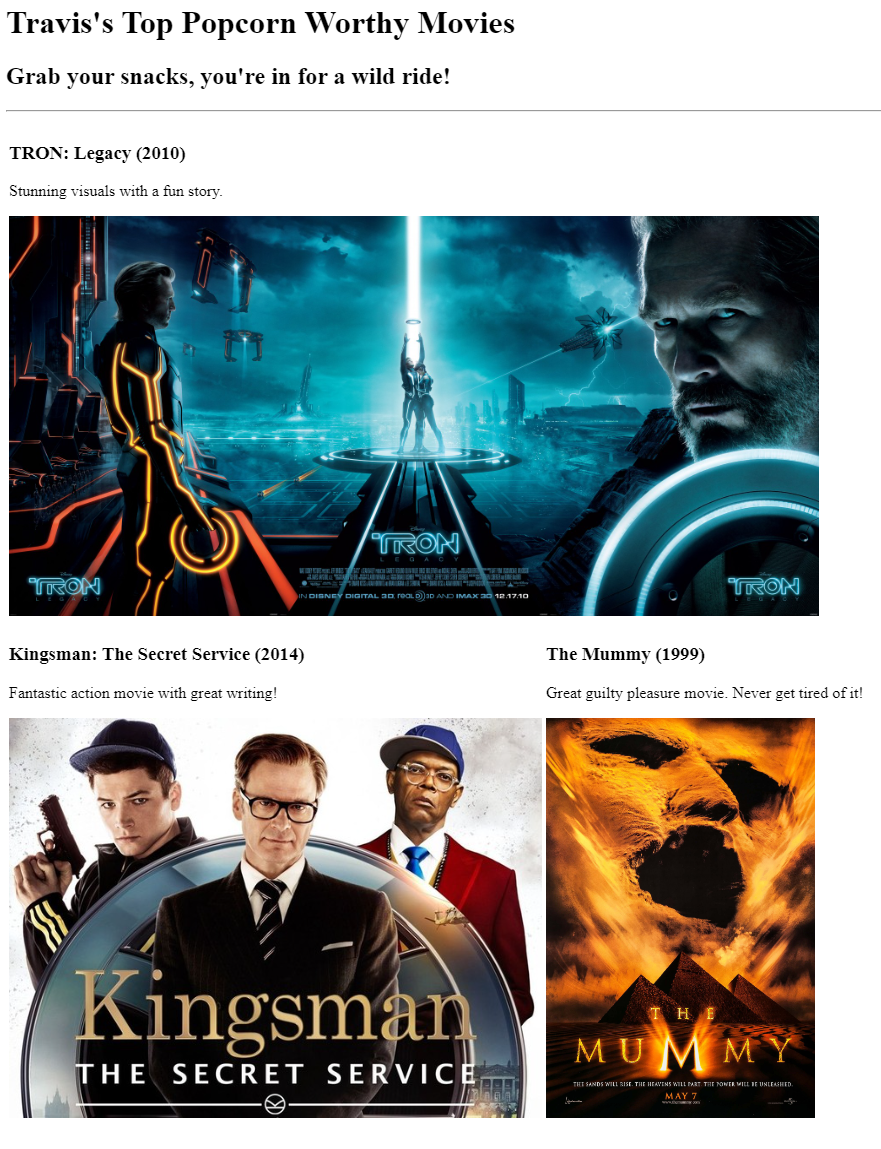 Travis's Top Popcorn Worthy Movies
Grab your snacks, you're in for a wild ride!
TRON: Legacy (2010)
Stunning visuals with a fun story.
Disney
TRON
LEGACY
Disney
TRON
LEGACY
Disney
TRON
LEGACY
IN DISNEY DIGITAL 3D, REAL D 3D AND IMAX 3D 12.17.10
Kingsman: The Secret Service (2014)
Fantastic action movie with great writing!
Kingsman
THE SECRET SERVICE
The Mummy (1999)
Great guilty pleasure movie. Never get tired of it!
THE
MUMMY
THE SANDS WILL RISE. THE HEAVENS WILL PART. THE POWER WILL BE UNLEASHED.
MAY 7